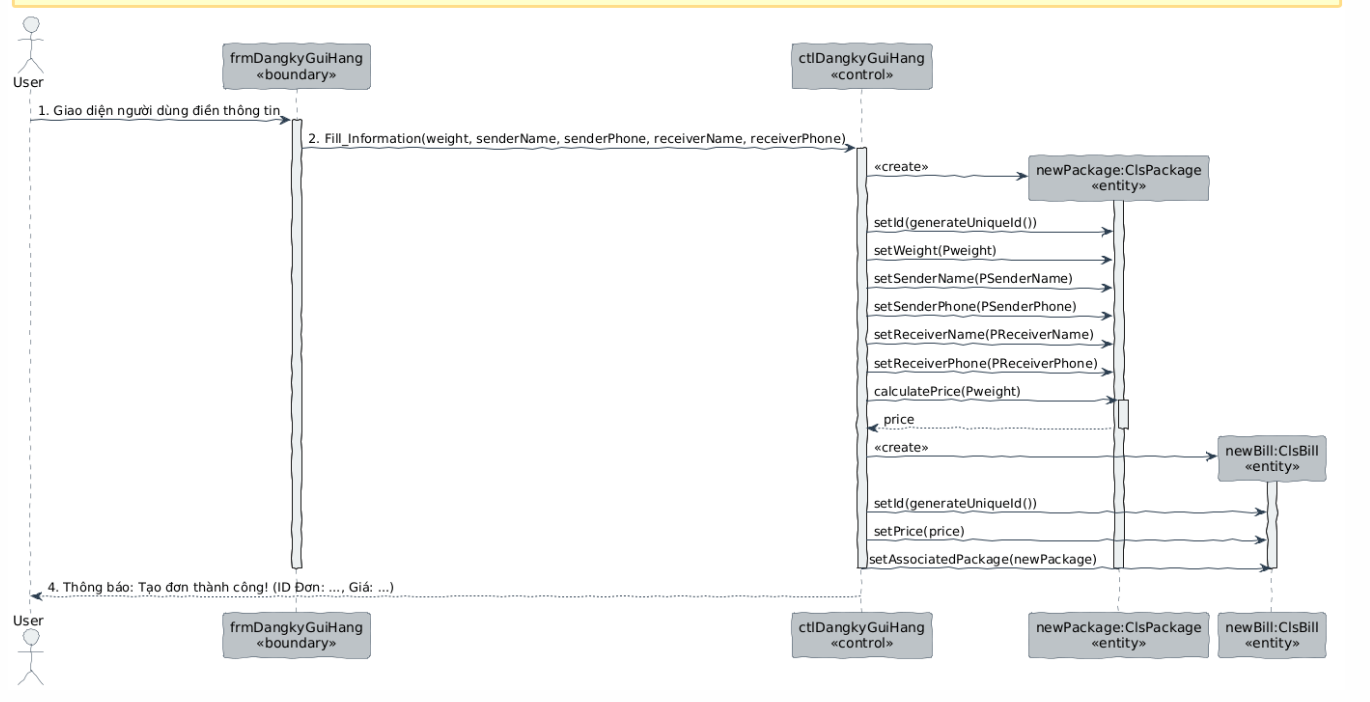 User
frmDangkyGuiHang
«boundary»
ctlDangkyGuiHang
«control»
1. Giao diện người dùng điền thông tin
2. Fill_Information(weight, senderName, senderPhone, receiverName, receiverPhone)
«create»
newPackage:ClsPackage
«entity»
setId(generateUniqueId())
setWeight(Pweight)
setSenderName(PSenderName)
setSenderPhone(PSenderPhone)
setReceiverName(PReceiverName)
setReceiverPhone(PReceiverPhone)
calculatePrice(Pweight)
price
«create»
newBill:ClsBill
«entity»
setId(generateUniqueId())
setPrice(price)
setAssociatedPackage(newPackage)
4. Thông báo: Tạo đơn thành công! (ID Đơn: ..., Giá: ...)
User
frmDangkyGuiHang
«boundary»
ctlDangkyGuiHang
«control»
newPackage:ClsPackage
«entity»
newBill:ClsBill
«entity»